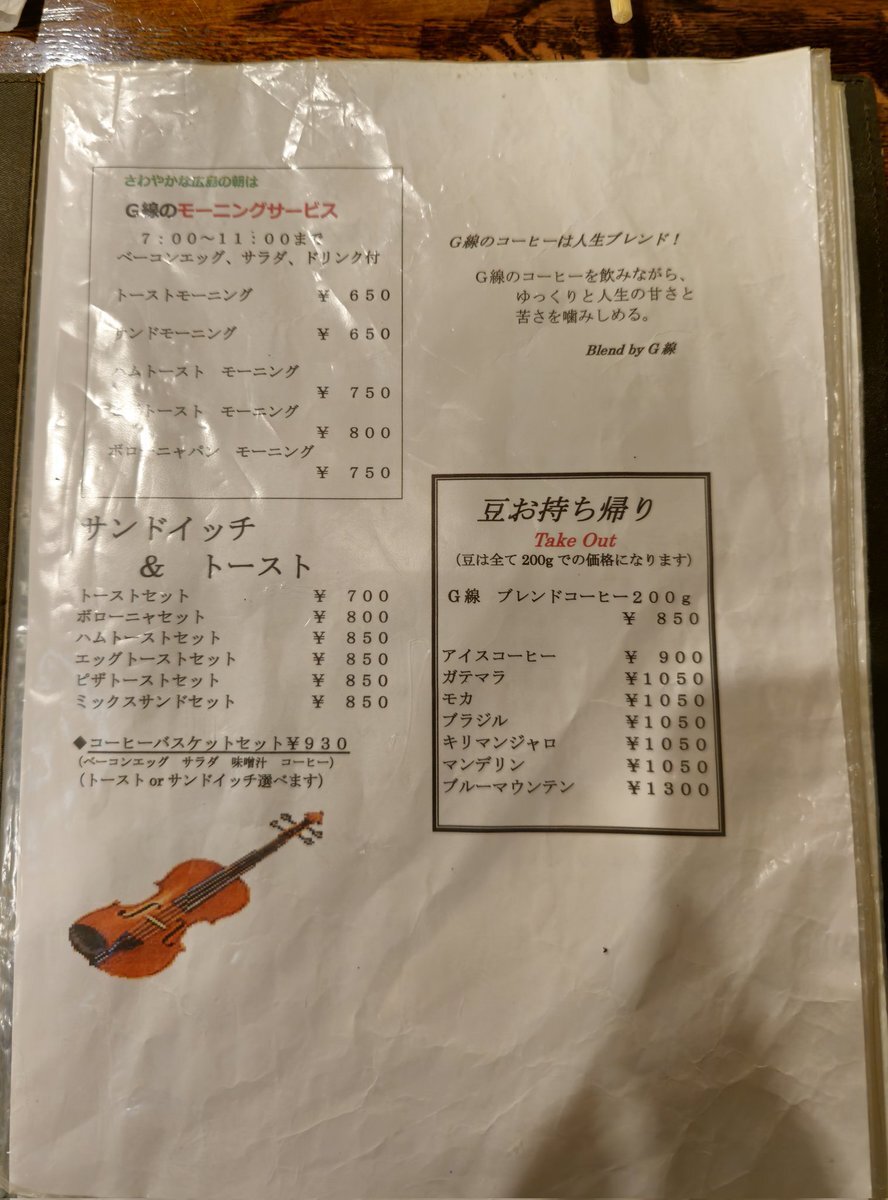 さわやかな広島の朝は
G線のモーニングサービス
７：００～１１：００まで
ベーコンエッグ、サラダ、ドリンク付
トーストモーニング ￥ ６５０
サンドモーニング ￥ ６５０
ハムトースト モーニング
￥ ７５０
トースト モーニング
￥ ８００
ボローニャパン モーニング
￥ ７５０
サンドイッチ
＆ トースト
トーストセット ￥ ７００
ボローニャセット ￥ ８００
ハムトーストセット ￥ ８５０
エッグトーストセット ￥ ８５０
ピザトーストセット ￥ ８５０
ミックスサンドセット ￥ ８５０
◆コーヒーバスケットセット￥９３０
（ベーコンエッグ サラダ 味噌汁 コーヒー）
（トースト or サンドイッチ選べます）
Ｇ線のコーヒーは人生ブレンド！
Ｇ線のコーヒーを飲みながら、
ゆっくりと人生の甘さと
苦さを噛みしめる。
Blend by G 線
豆お持ち帰り
Take Out
（豆は全て 200g での価格になります）
Ｇ線 ブレンドコーヒー２００ｇ
￥ ８５０
アイスコーヒー ￥ ９００
ガテマラ ￥１０５０
モカ ￥１０５０
ブラジル ￥１０５０
キリマンジャロ ￥１０５０
マンデリン ￥１０５０
ブルーマウンテン ￥１３００